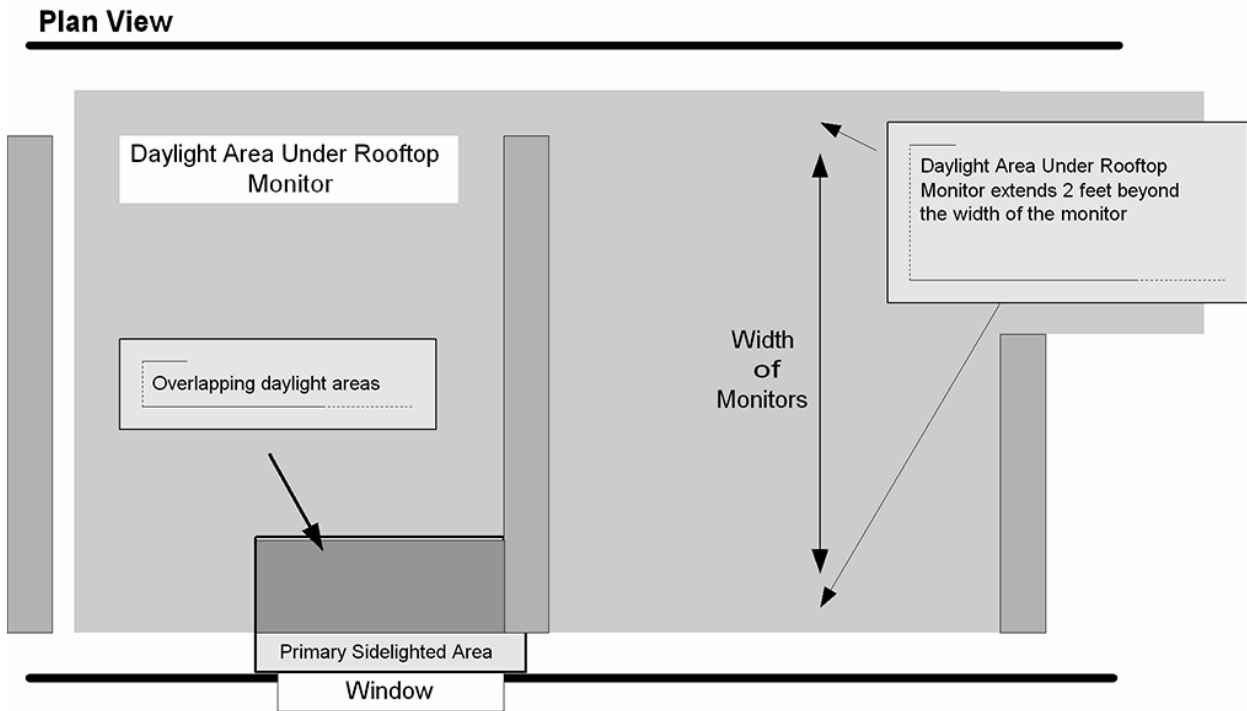 Plan View
Daylight Area Under Rooftop
Monitor
Daylight Area Under Rooftop
Monitor extends 2 feet beyond
the width of the monitor
Width
of
Monitors
Overlapping daylight areas
Primary Sidelighted Area
Window